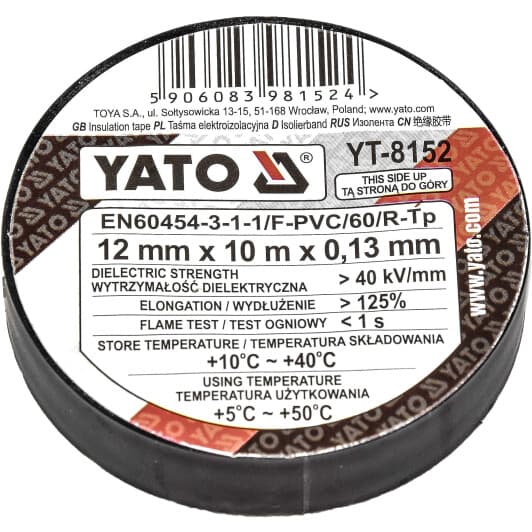 5 906083 981524 >
TOYA S.A., ul. Sołtysowicka 13-15, 51-168 Wrocław, Poland; www.yato.com
GB Insulation tape PL Taśma elektroizolacyjna D Isolierband RUS Изолента CN 绝缘胶带
YATO ® YT-8152
THIS SIDE UP
TĄ STRONĄ DO GÓRY
EN60454-3-1-1/F-PVC/60/R-Tp
12 mm x 10 m x 0,13 mm
DIELECTRIC STRENGTH
WYTRZYMAŁOŚĆ DIELEKTRYCZNA > 40 kV/mm
ELONGATION / WYDŁUŻENIE > 125%
FLAME TEST / TEST OGNIOWY < 1 s
STORE TEMPERATURE / TEMPERATURA SKŁADOWANIA
+10°C ~ +40°C
USING TEMPERATURE
TEMPERATURA UŻYTKOWANIA
+5°C ~ +50°C
www.yato.com